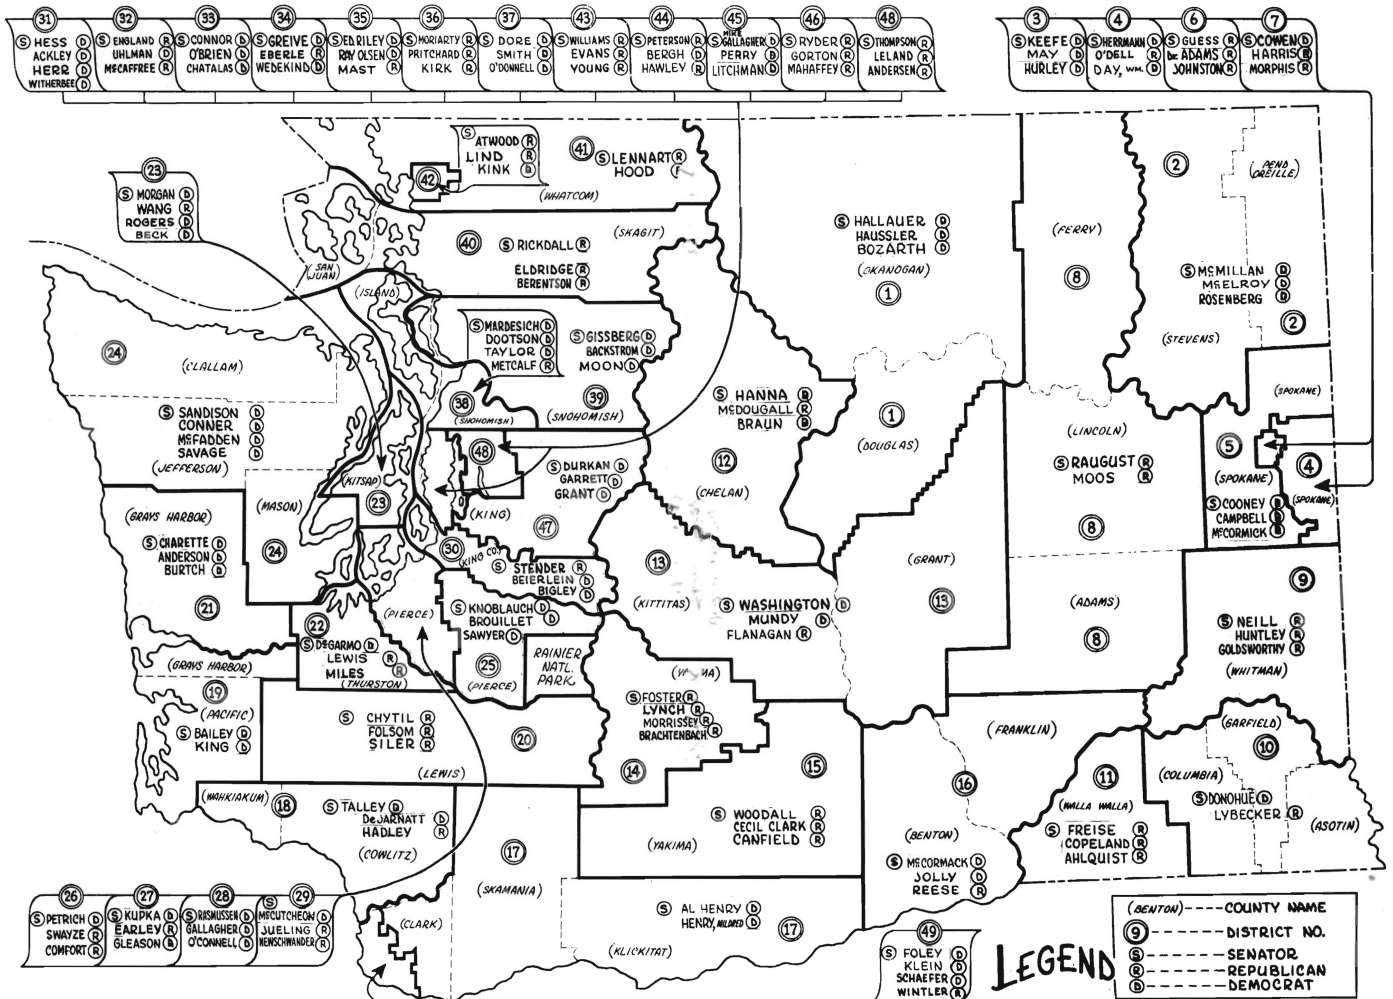 31 32 33 34 35 36 37 43 44 45 46 48
S HESS D
ACKLEY D
HERR D
WITHERBEE D
S ENGLAND R
UHLMAN D
McCAFFREE R
S CONNOR D
O'BRIEN D
CHATALAS D
S GREIVE D
EBERLE R
WEDEKIND D
S ED RILEY D
RAY OLSEN D
MAST R
S MORIARTY R
PRITCHARD R
KIRK R
S DORE D
SMITH D
O'DONNELL D
S WILLIAMS R
EVANS R
YOUNG R
S PETERSON R
BERGH D
HAWLEY R
MIKE
S GALLAGHER D
PERRY D
LITCHMAN D
S RYDER R
GORTON R
MAHAFFEY R
S THOMPSON R
LELAND R
ANDERSEN R
3 4 6 7
S KEEFE D
MAY D
HURLEY D
S HERRMANN D
O'DELL R
DAY, WM. D
S GUESS R
De ADAMS R
JOHNSTON R
S COWEN D
HARRIS R
MORPHIS R
23
S MORGAN D
WANG R
ROGERS D
BECK D
S ATWOOD R
LIND R
KINK D
42
41
S LENNART R
HOOD
(WHATCOM)
40
S RICKDALL R
ELDRIDGE R
BERENTSON R
(SKAGIT)
(SAN JUAN)
(ISLAND)
S MARDESICH D
DOOTSON D
TAYLOR D
METCALF R
38
(SNOHOMISH)
S GISSBERG D
BACKSTROM D
MOON D
39
(SNOHOMISH)
S HALLAUER D
HAUSSLER D
BOZARTH D
(OKANOGAN)
1
(FERRY)
8
2
(PEND OREILLE)
S McMILLAN D
McELROY D
ROSENBERG D
2
(STEVENS)
24
(CLALLAM)
S SANDISON D
CONNER D
McFADDEN D
SAVAGE D
(JEFFERSON)
(MASON)
24
(KITSAP)
23
48
(KING)
S DURKAN D
GARRETT D
GRANT D
47
S HANNA D
McDOUGALL R
BRAUN D
12
(CHELAN)
1
(DOUGLAS)
(LINCOLN)
S RAUGUST R
MOOS R
8
(SPOKANE)
5
(SPOKANE)
S COONEY D
CAMPBELL D
McCORMICK D
4
(SPOKANE)
(GRAYS HARBOR)
S CHARETTE D
ANDERSON D
BURTCH D
21
30
(KING CO.)
S STENDER R
BEIERLEIN D
BIGLEY D
13
(KITTITAS)
S WASHINGTON D
MUNDY D
FLANAGAN R
(GRANT)
13
(ADAMS)
8
9
S NEILL R
HUNTLEY R
GOLDSWORTHY R
(WHITMAN)
(PIERCE)
S KNOBLAUCH D
BROUILLET D
SAWYER D
25
(PIERCE)
RAINIER
NATL.
PARK
22
S DeGARMO D
LEWIS R
MILES R
(THURSTON)
(GRAYS HARBOR)
19
(PACIFIC)
S BAILEY D
KING D
S CHYTIL R
FOLSOM R
SILER R
20
(LEWIS)
S FOSTER R
LYNCH R
MORRISSEY R
BRACHTENBACH R
14
15
S WOODALL R
CECIL CLARK R
CANFIELD R
(YAKIMA)
(FRANKLIN)
16
(BENTON)
S McCORMACK D
JOLLY D
REESE R
11
(WALLA WALLA)
S FREISE R
COPELAND R
AHLQUIST R
(GARFIELD)
10
(COLUMBIA)
S DONOHUE D
LYBECKER R
(ASOTIN)
(WAHKIAKUM)
18
S TALLEY D
DeJARNATT D
HADLEY R
(COWLITZ)
17
(SKAMANIA)
(CLARK)
S AL HENRY D
HENRY, MILDRED D
17
(KLICKITAT)
26 27 28 29
S PETRICH D
SWAYZE R
COMFORT R
S KUPKA D
EARLEY R
GLEASON D
S RASMUSSEN D
GALLAGHER D
O'CONNELL D
S McCUTCHEON D
JUELING R
NEWSCHWANDER R
49
S FOLEY D
KLEIN D
SCHAEFER D
WINTLER R
LEGEND
(BENTON) ---- COUNTY NAME
9 ---- DISTRICT NO.
S ---- SENATOR
R ---- REPUBLICAN
D ---- DEMOCRAT